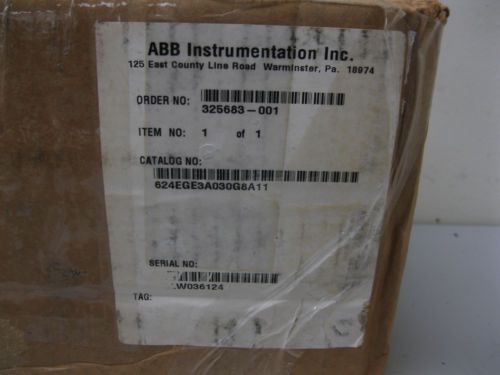 ABB Instrumentation Inc.
125 East County Line Road Warminster, Pa. 18974
ORDER NO:
325683-001
ITEM NO: 1 of 1
CATALOG NO:
624EGE3A030G8A11
SERIAL NO:
.W036124
TAG: